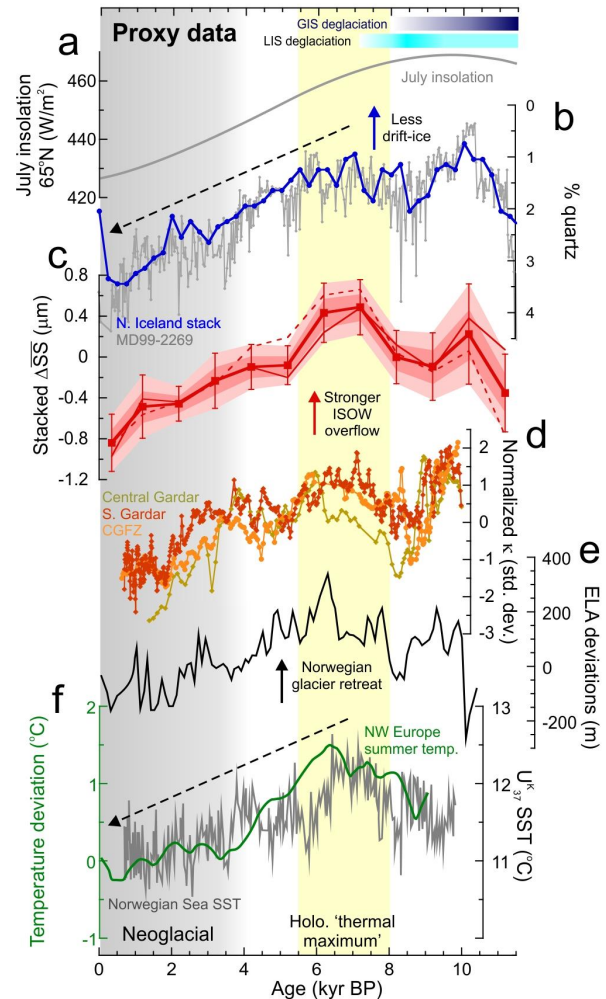 Proxy data
GIS deglaciation
LIS deglaciation
a
July insolation
65°N (W/m²)
460
440
420
July insolation
Less
drift-ice
b
0
1
2
3
4
% quartz
c
0.8
0.4
0
-0.4
-0.8
-1.2
Stacked ΔS̅S̅ (μm)
N. Iceland stack
MD99-2269
Stronger
ISOW
overflow
d
2
1
0
-1
-2
-3
Normalized κ (std. dev.)
Central Gardar
S. Gardar
CGFZ
e
400
200
0
-200
ELA deviations (m)
Norwegian
glacier retreat
f
2
1
0
-1
Temperature deviation (°C)
NW Europe
summer temp.
13
12
11
Uᴷ₃₇ SST (°C)
Norwegian Sea SST
Neoglacial
Holo. ‘thermal
maximum’
0 2 4 6 8 10
Age (kyr BP)